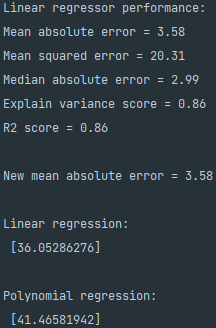 Linear regressor performance:
Mean absolute error = 3.58
Mean squared error = 20.31
Median absolute error = 2.99
Explain variance score = 0.86
R2 score = 0.86
New mean absolute error = 3.58
Linear regression:
[36.05286276]
Polynomial regression:
[41.46581942]